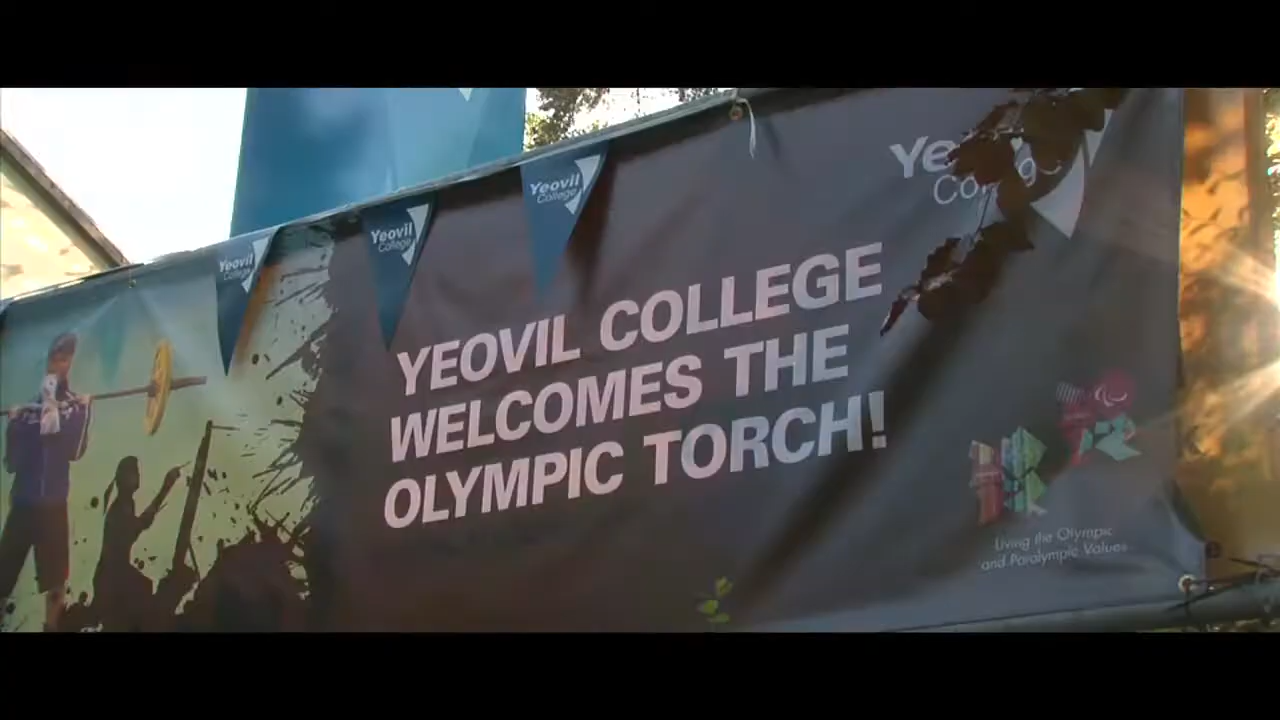 Yeovil
College
Yeovil
College
Yeovil
College
YEOVIL COLLEGE
WELCOMES THE
OLYMPIC TORCH!
Living the Olympic
and Paralympic Values